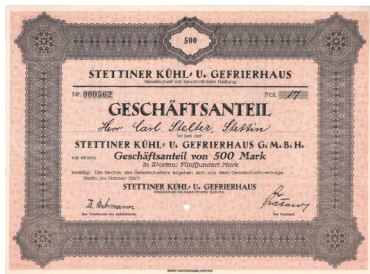 500
STETTINER KÜHL- U. GEFRIERHAUS
Gesellschaft mit beschränkter Haftung
Nr. 000562 Fol. 17
GESCHÄFTSANTEIL
Herr Carl Stelter, Stettin
ist bei der
STETTINER KÜHL- U. GEFRIERHAUS G.M.B.H.
mit einem Geschäftsanteil von 500 Mark
in Worten: Fünfhundert Mark
beteiligt. Die Rechte des Gesellschafters ergeben sich aus dem Gesellschaftsvertrage
Stettin, im Oktober
STETTINER KÜHL- U. GEFRIERHAUS
Gesellschaft mit beschränkter Haftung
Der Vorsitzende des Aufsichtsrats. Der Vorstand.